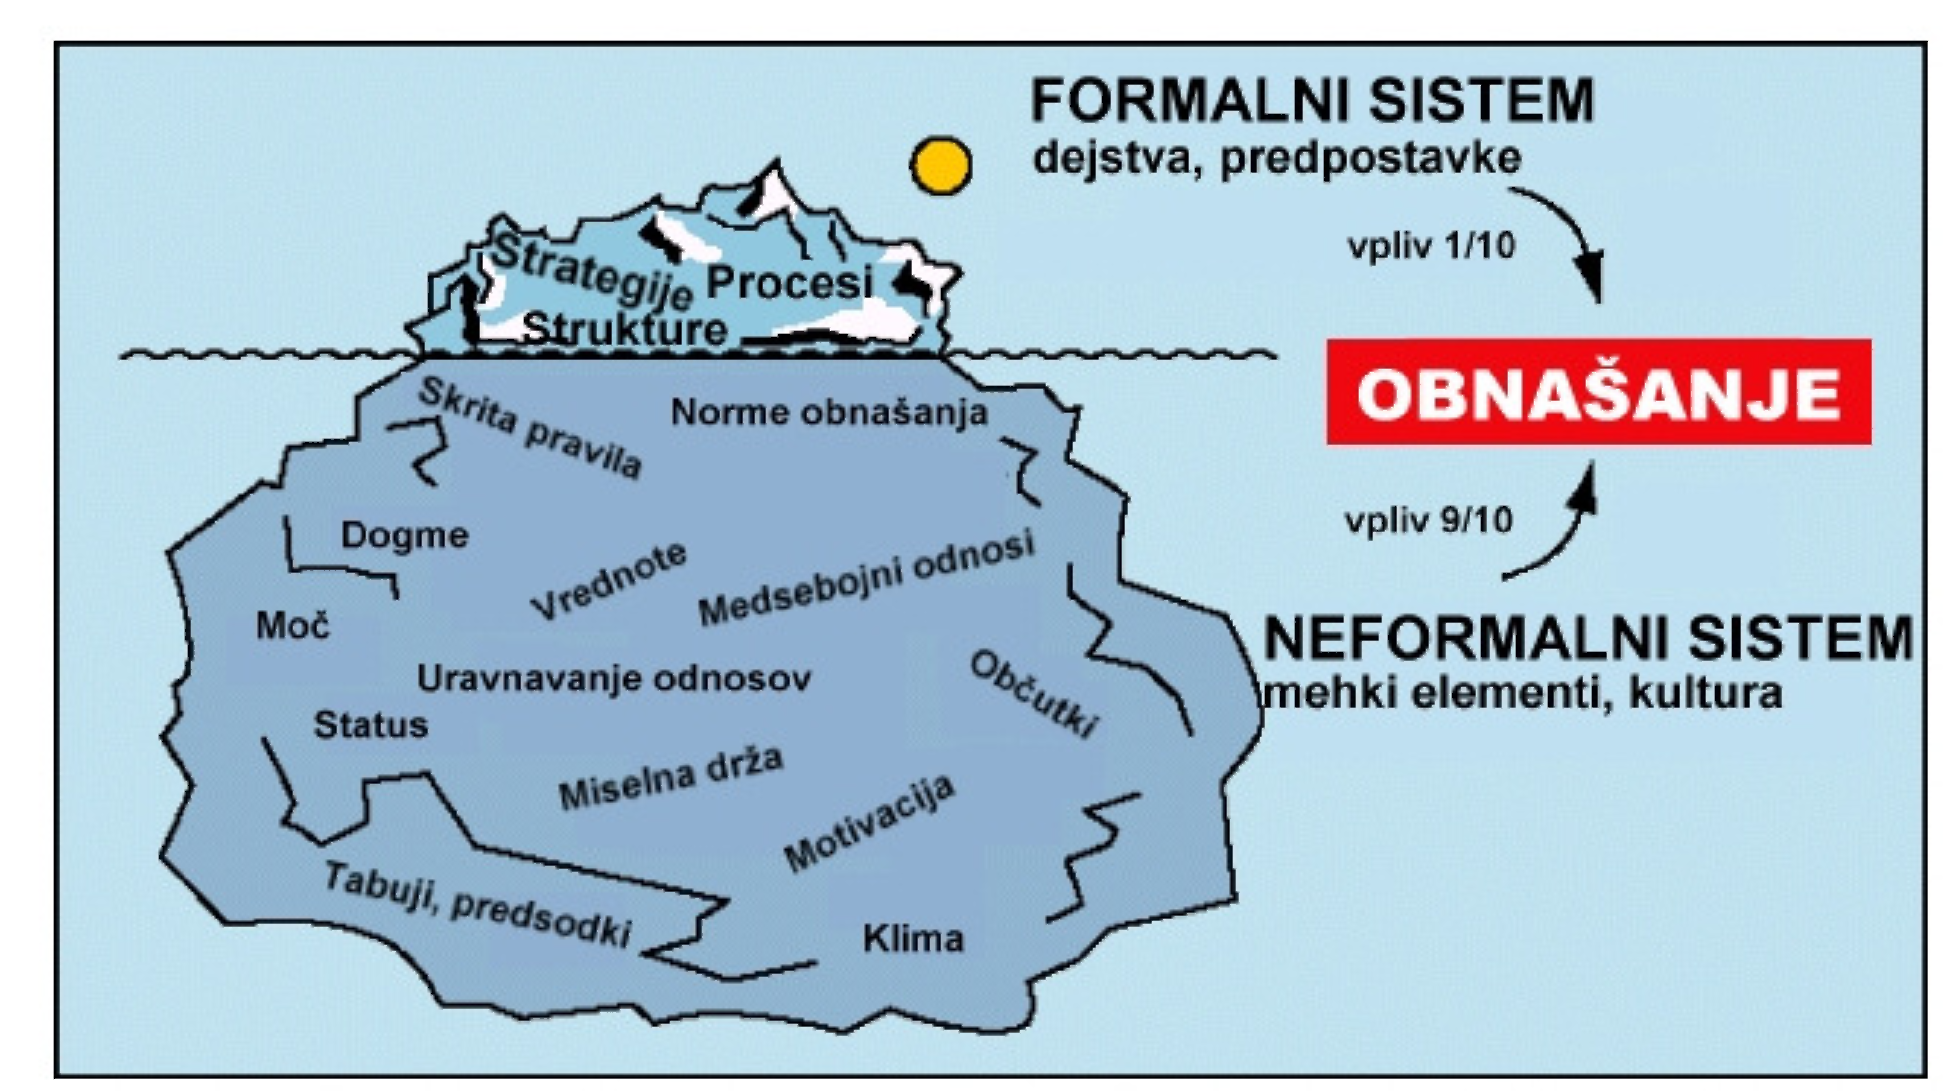 FORMALNI SISTEM
dejstva, predpostavke
vpliv 1/10
Strategije
Procesi
Strukture
OBNAŠANJE
Skrita pravila
Norme obnašanja
vpliv 9/10
Dogme
Vrednote
Medsebojni odnosi
Moč
NEFORMALNI SISTEM
mehki elementi, kultura
Uravnavanje odnosov
Občutki
Status
Miselna drža
Motivacija
Tabuji, predsodki
Klima